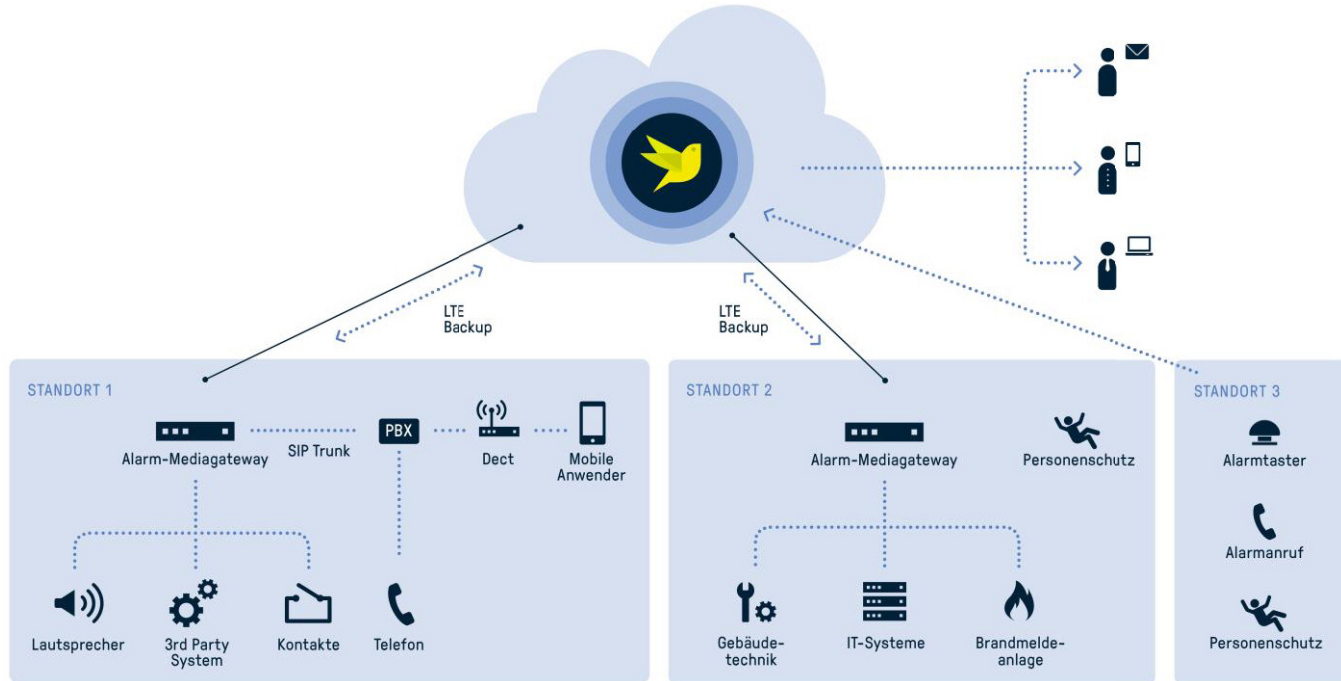 LTE
Backup
LTE
Backup
STANDORT 1
Alarm-Mediagateway
SIP Trunk
PBX
Dect
Mobile
Anwender
Lautsprecher
3rd Party
System
Kontakte
Telefon
STANDORT 2
Alarm-Mediagateway
Personenschutz
Gebäude-
technik
IT-Systeme
Brandmelde-
anlage
STANDORT 3
Alarmtaster
Alarmanruf
Personenschutz